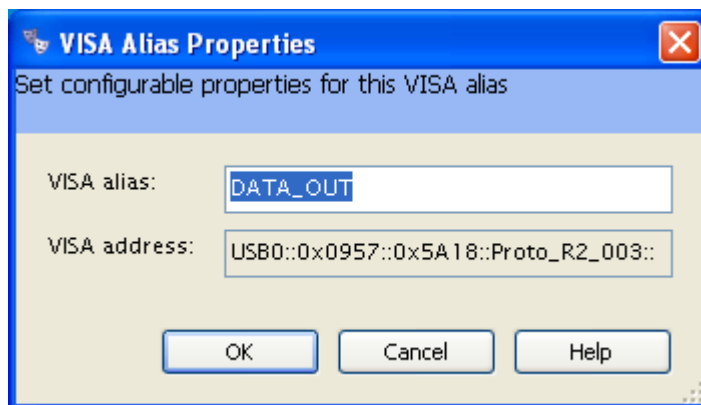 VISA Alias Properties
Set configurable properties for this VISA alias
VISA alias: DATA_OUT
VISA address: USB0::0x0957::0x5A18::Proto_R2_003::
OK Cancel Help